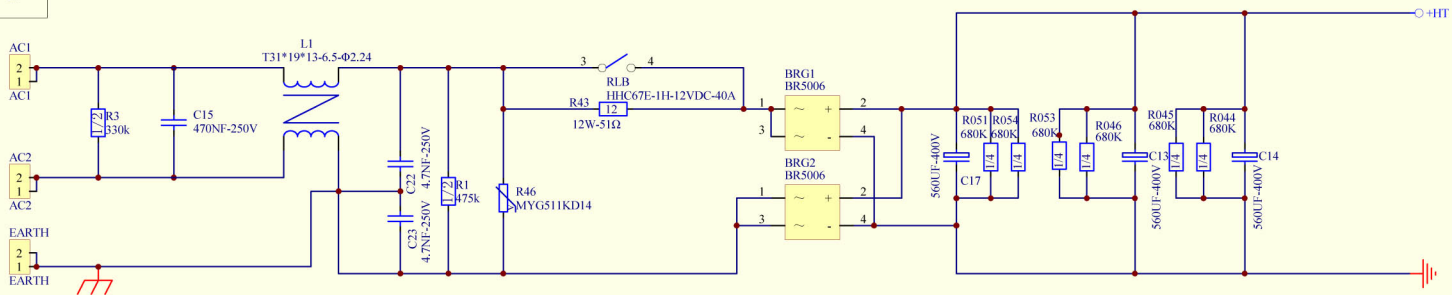 AC1
2
1
AC1
R3
1/2
330k
C15
470NF-250V
AC2
2
1
AC2
EARTH
2
1
EARTH
L1
T31*19*13-6.5-Φ2.24
C22
4.7NF-250V
C23
4.7NF-250V
R1
1/2
475k
R46
MYG511KD14
3
4
RLB
HHC67E-1H-12VDC-40A
R43
12
12W-51Ω
BRG1
BR5006
1
2
3
4
~ +
~ -
BRG2
BR5006
1
2
3
4
~ +
~ -
560UF-400V
C17
R051
680K
1/4
R054
680K
1/4
R053
680K
1/4
R046
680K
1/4
C13
560UF-400V
R045
680K
1/4
R044
680K
1/4
C14
560UF-400V
+HT